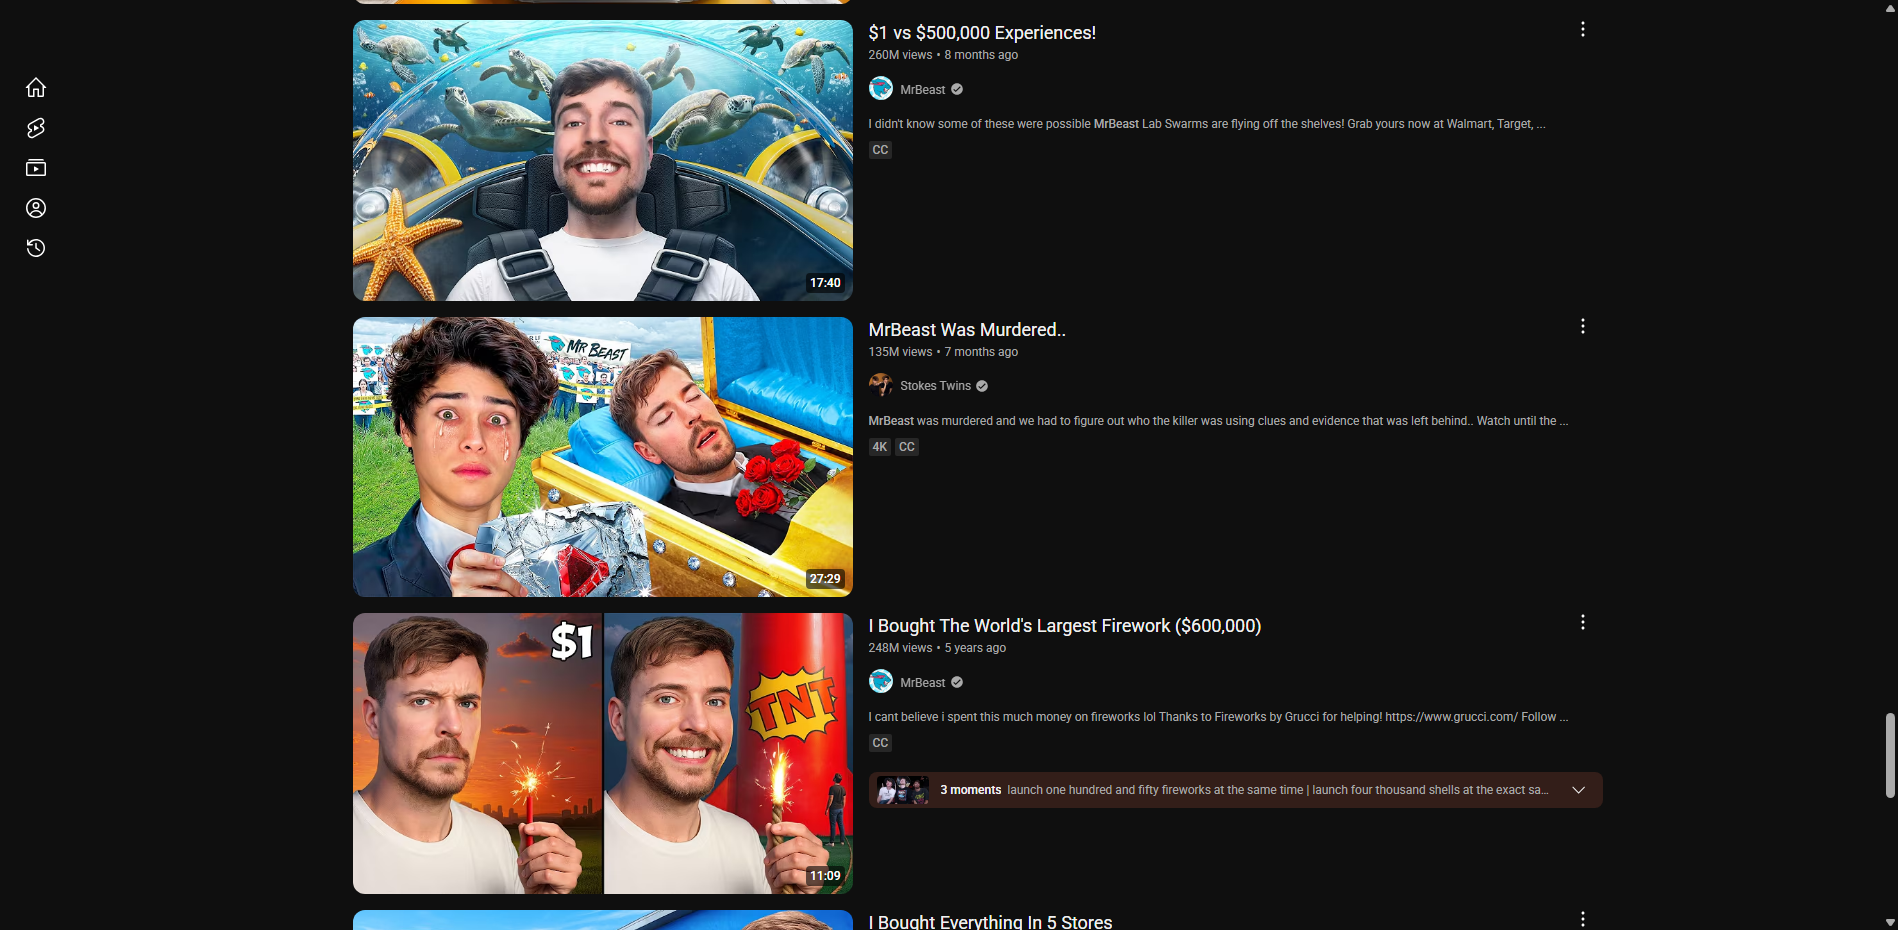 $1 vs $500,000 Experiences!
260M views • 8 months ago
MrBeast
I didn't know some of these were possible MrBeast Lab Swarms are flying off the shelves! Grab yours now at Walmart, Target, ...
CC
17:40
MR BEAST
MrBeast Was Murdered..
135M views • 7 months ago
Stokes Twins
MrBeast was murdered and we had to figure out who the killer was using clues and evidence that was left behind.. Watch until the ...
4K CC
27:29
$1
TNT
I Bought The World's Largest Firework ($600,000)
248M views • 5 years ago
MrBeast
I cant believe i spent this much money on fireworks lol Thanks to Fireworks by Grucci for helping! https://www.grucci.com/ Follow ...
CC
3 moments launch one hundred and fifty fireworks at the same time | launch four thousand shells at the exact sa...
11:09
I Bought Everything In 5 Stores